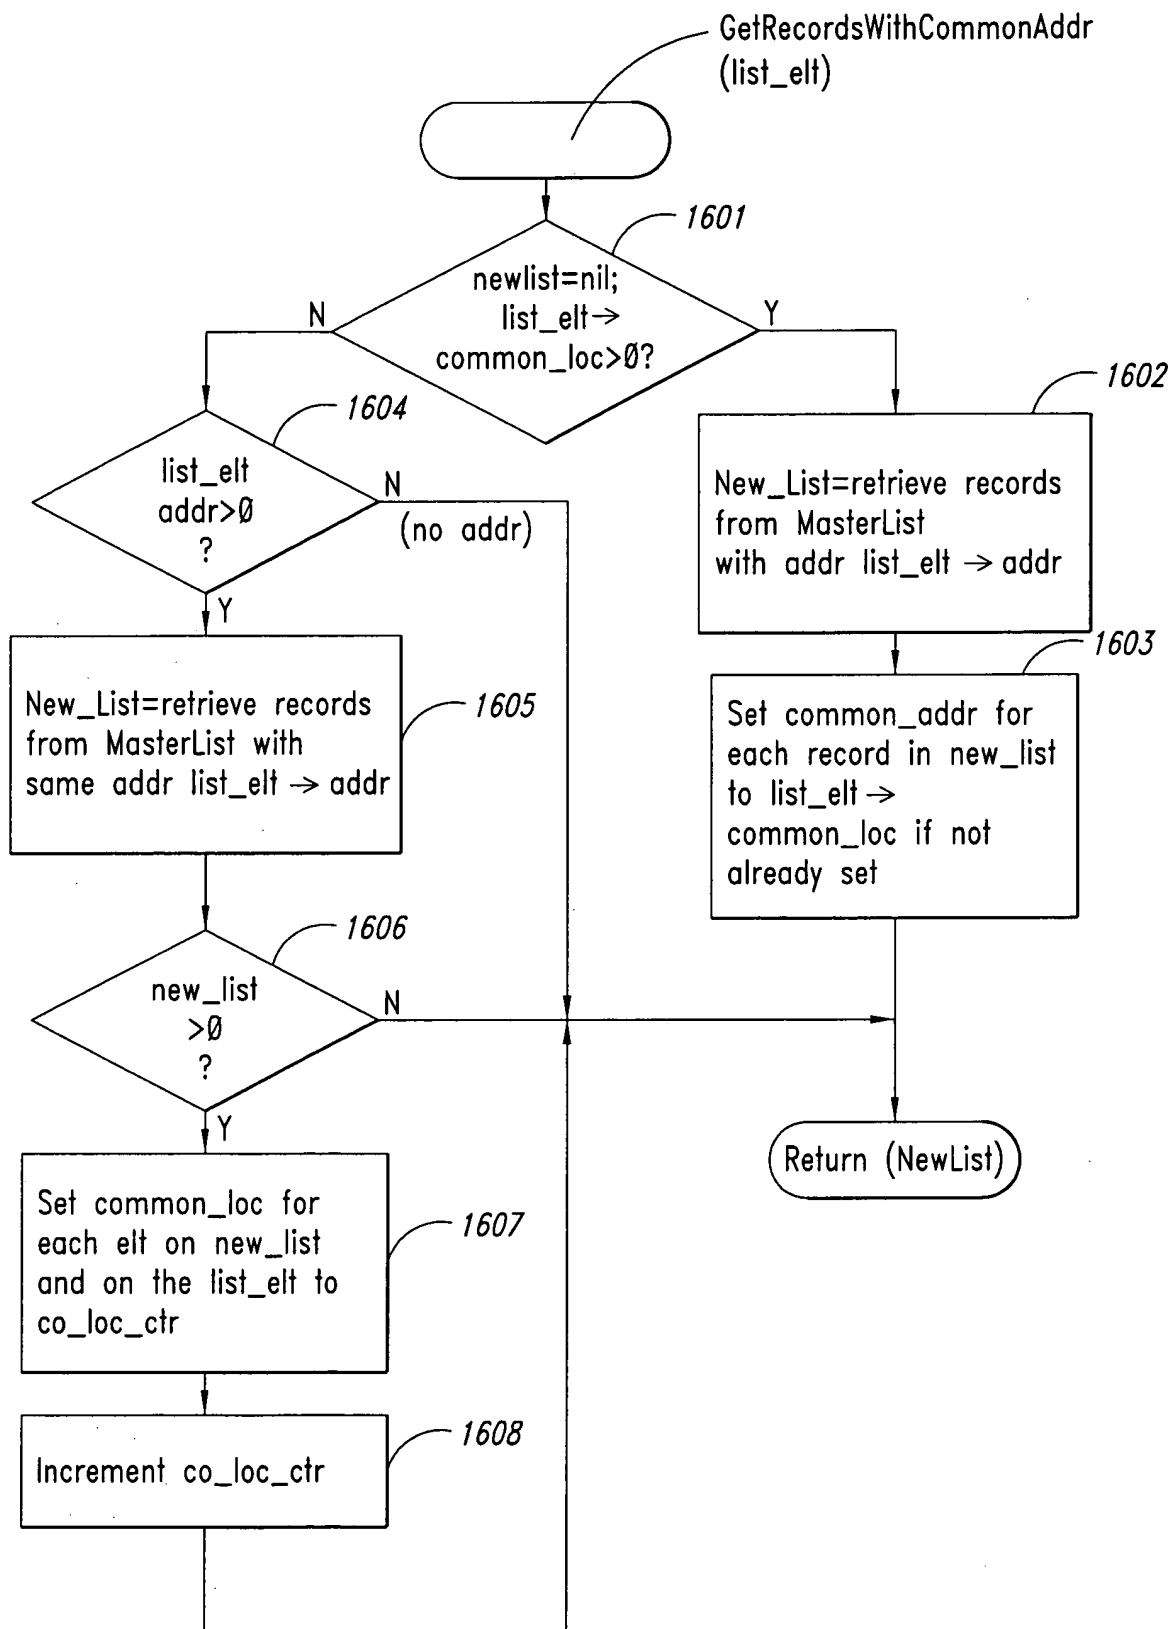 GetRecordsWithCommonAddr
(list_elt)
1601
newlist=nil;
list_elt→
common_loc>Ø?
N
Y
1602
New_List=retrieve records
from MasterList
with addr list_elt → addr
1604
list_elt
addr>Ø
?
N
(no addr)
Y
1603
Set common_addr for
each record in new_list
to list_elt→
common_loc if not
already set
1605
New_List=retrieve records
from MasterList with
same addr list_elt → addr
1606
new_list
>Ø
?
N
Y
Return (NewList)
1607
Set common_loc for
each elt on new_list
and on the list_elt to
co_loc_ctr
1608
Increment co_loc_ctr